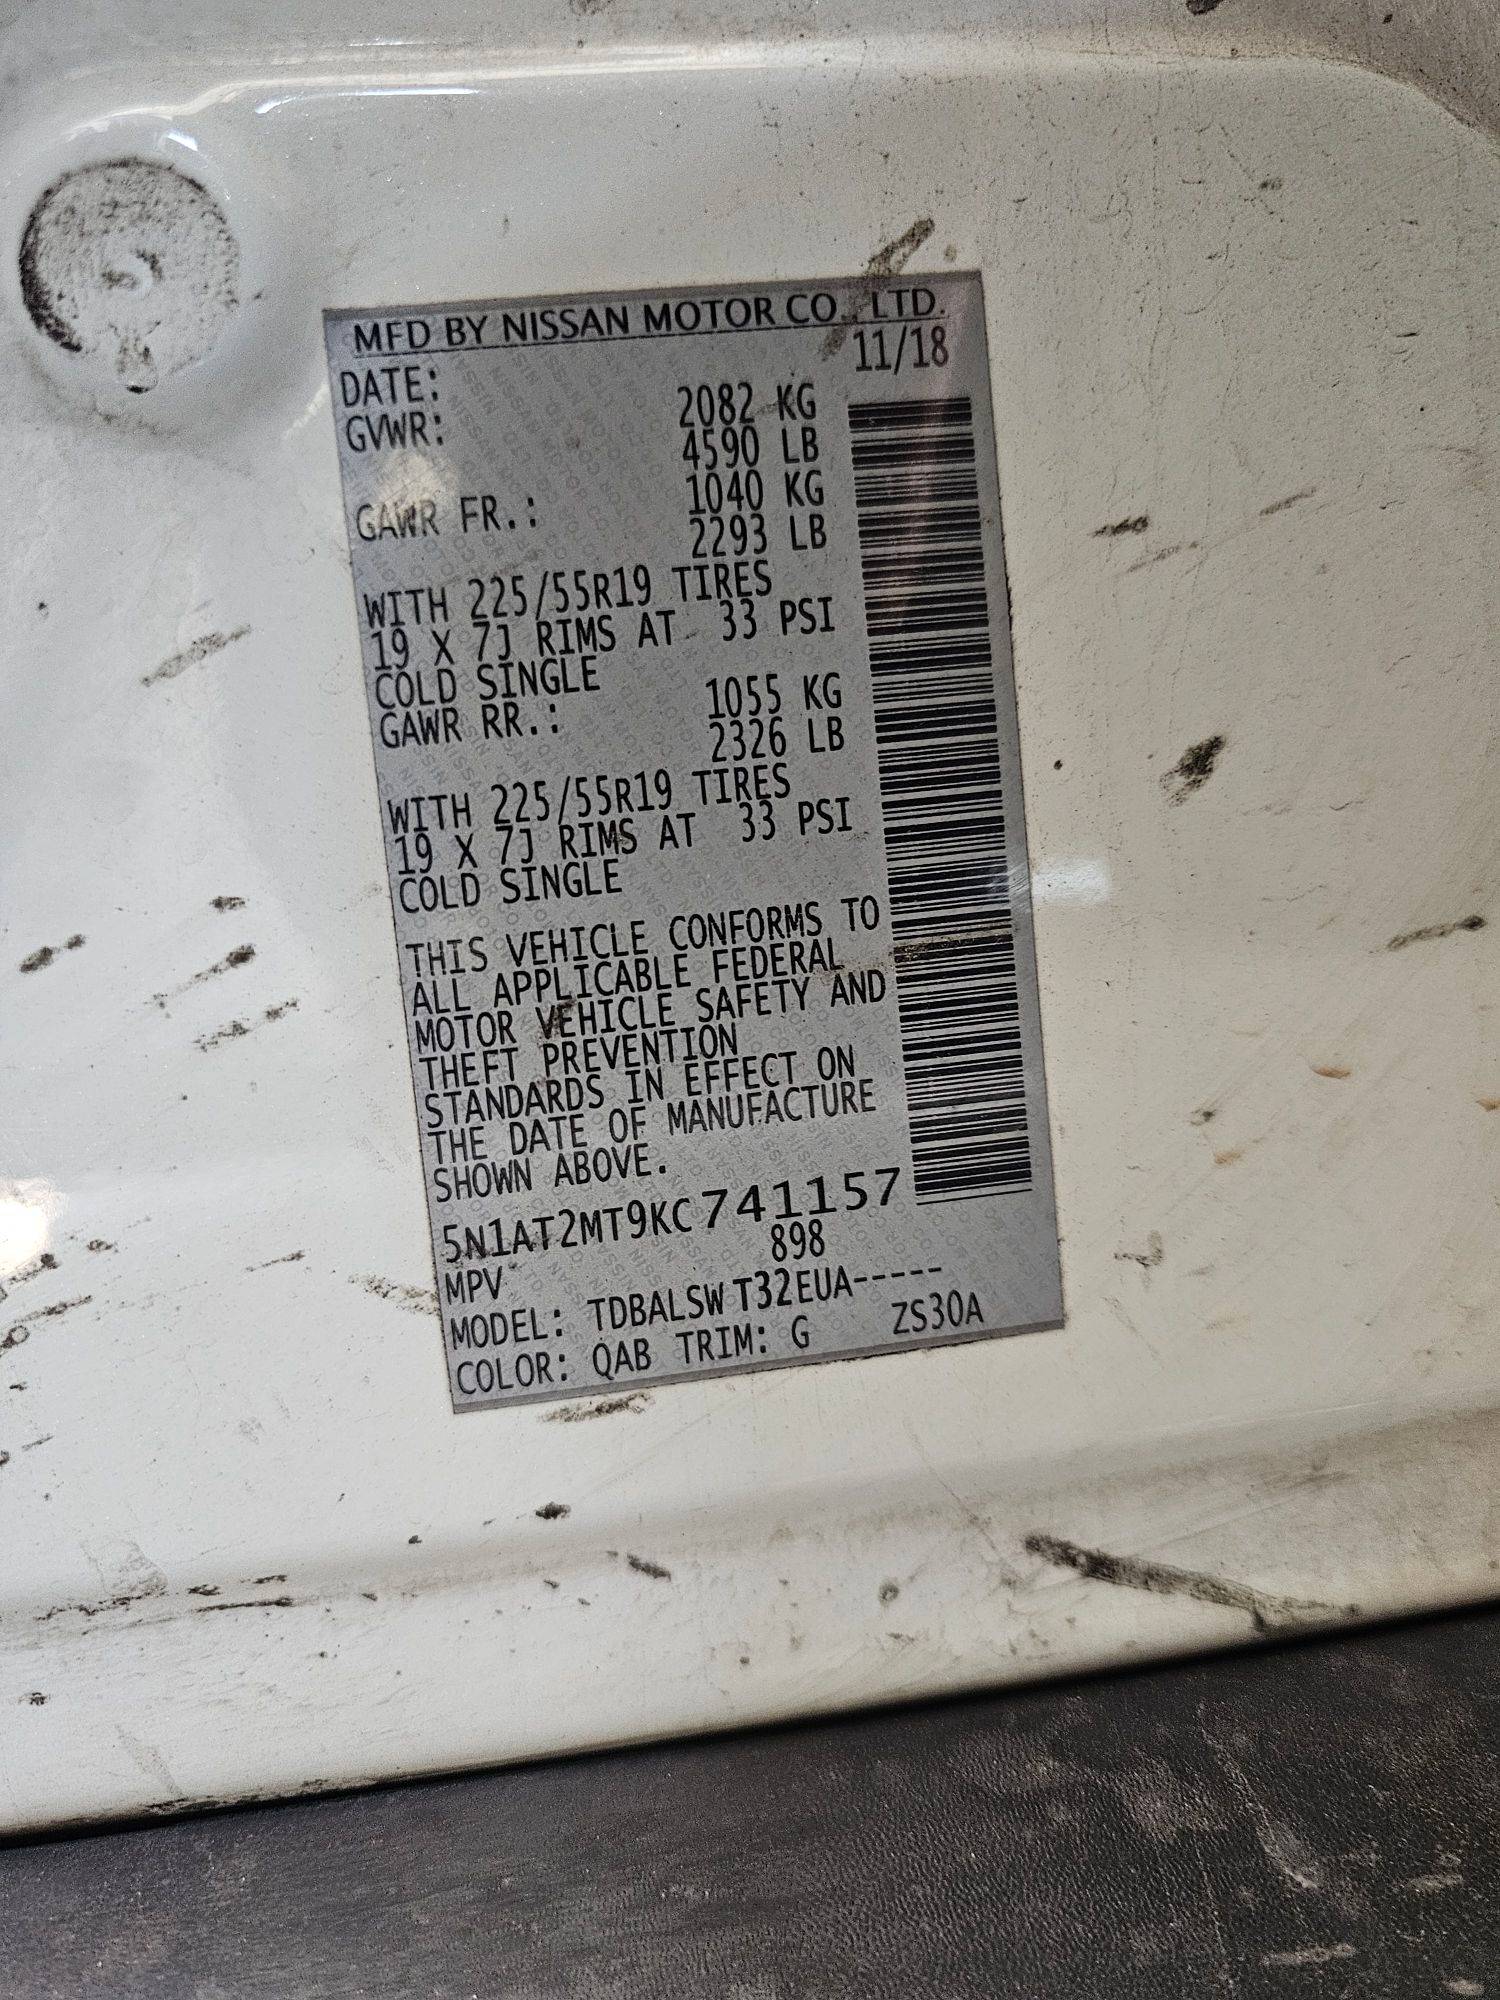 MFD BY NISSAN MOTOR CO., LTD.
DATE: 11/18
GVWR: 2082 KG
4590 LB
GAWR FR.: 1040 KG
2293 LB
WITH 225/55R19 TIRES
19 X 7J RIMS AT 33 PSI
COLD SINGLE
GAWR RR.: 1055 KG
2326 LB
WITH 225/55R19 TIRES
19 X 7J RIMS AT 33 PSI
COLD SINGLE
THIS VEHICLE CONFORMS TO
ALL APPLICABLE FEDERAL
MOTOR VEHICLE SAFETY AND
THEFT PREVENTION
STANDARDS IN EFFECT ON
THE DATE OF MANUFACTURE
SHOWN ABOVE.
5N1AT2MT9KC741157
MPV 898
MODEL: TDBALSWT32EUA-----
COLOR: QAB TRIM: G ZS30A